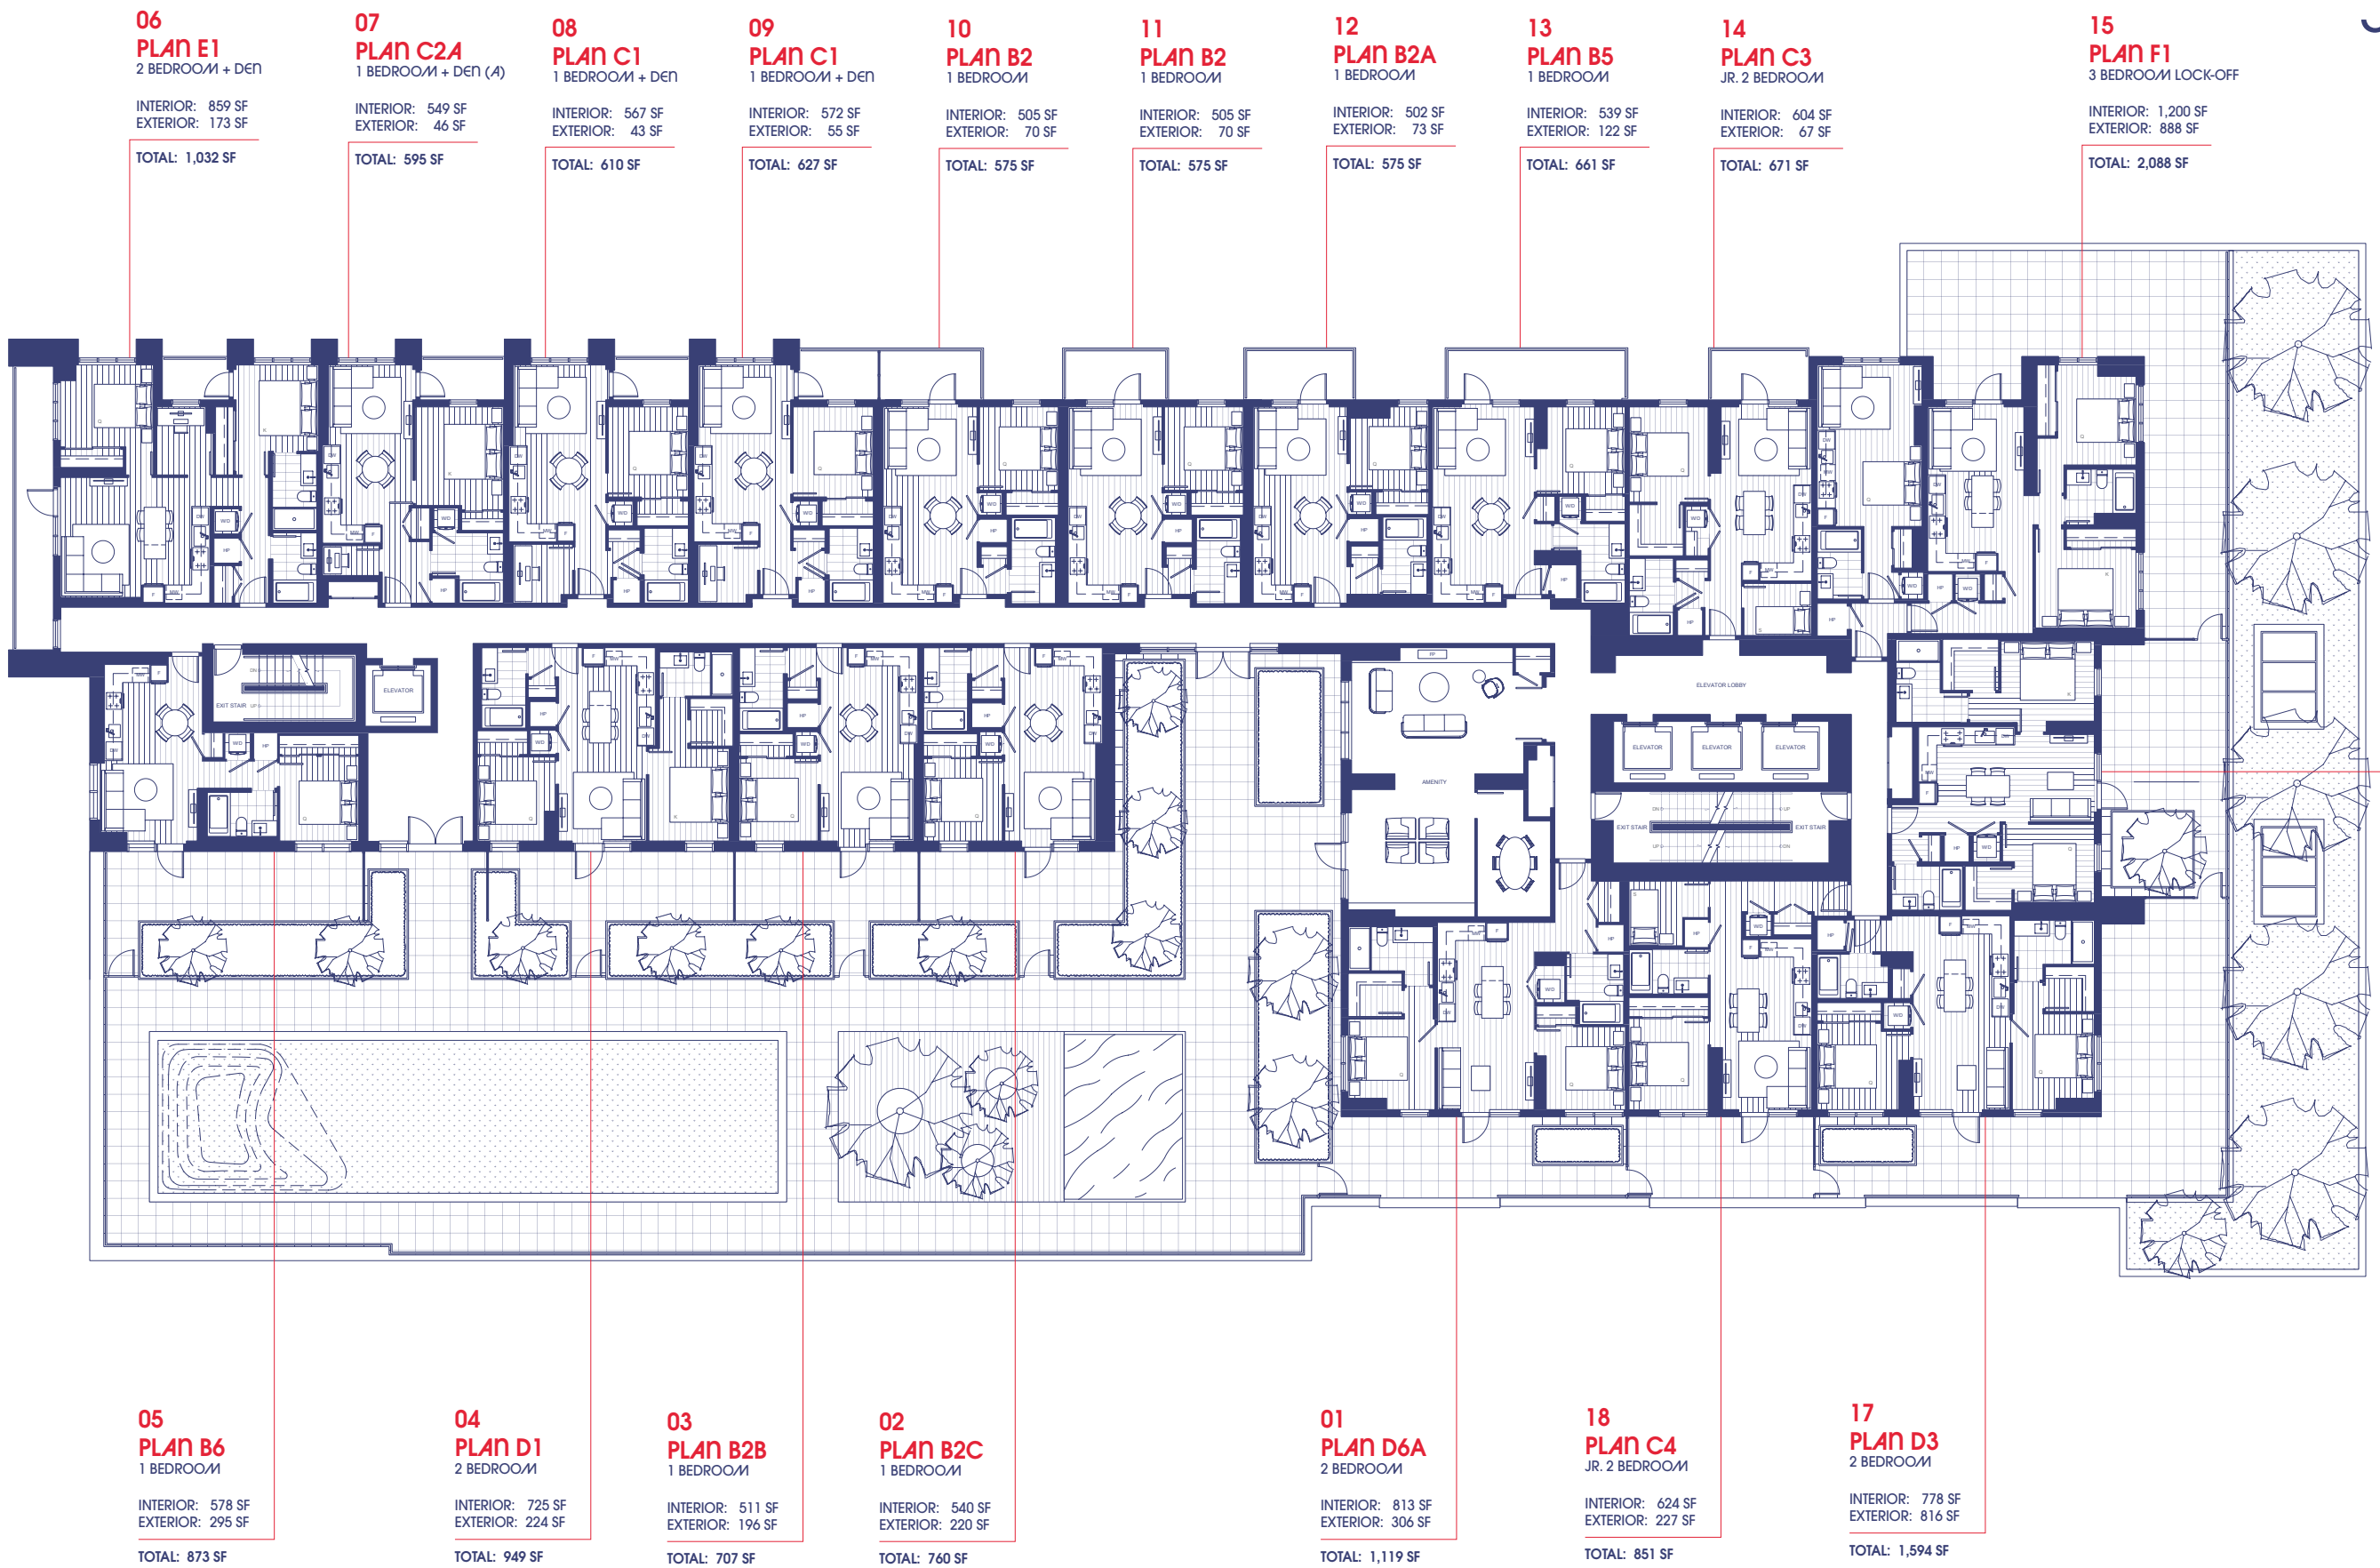 06
PLAN E1
2 BEDROOM + DEN
INTERIOR: 859 SF
EXTERIOR: 173 SF
TOTAL: 1,032 SF
07
PLAN C2A
1 BEDROOM + DEN (A)
INTERIOR: 549 SF
EXTERIOR: 46 SF
TOTAL: 595 SF
08
PLAN C1
1 BEDROOM + DEN
INTERIOR: 567 SF
EXTERIOR: 43 SF
TOTAL: 610 SF
09
PLAN C1
1 BEDROOM + DEN
INTERIOR: 572 SF
EXTERIOR: 55 SF
TOTAL: 627 SF
10
PLAN B2
1 BEDROOM
INTERIOR: 505 SF
EXTERIOR: 70 SF
TOTAL: 575 SF
11
PLAN B2
1 BEDROOM
INTERIOR: 505 SF
EXTERIOR: 70 SF
TOTAL: 575 SF
12
PLAN B2A
1 BEDROOM
INTERIOR: 502 SF
EXTERIOR: 73 SF
TOTAL: 575 SF
13
PLAN B5
1 BEDROOM
INTERIOR: 539 SF
EXTERIOR: 122 SF
TOTAL: 661 SF
14
PLAN C3
JR. 2 BEDROOM
INTERIOR: 604 SF
EXTERIOR: 67 SF
TOTAL: 671 SF
15
PLAN F1
3 BEDROOM LOCK-OFF
INTERIOR: 1,200 SF
EXTERIOR: 888 SF
TOTAL: 2,088 SF
ELEVATOR
EXIT STAIR
ELEVATOR LOBBY
ELEVATOR
ELEVATOR
ELEVATOR
AMENITY
EXIT STAIR
EXIT STAIR
05
PLAN B6
1 BEDROOM
INTERIOR: 578 SF
EXTERIOR: 295 SF
TOTAL: 873 SF
04
PLAN D1
2 BEDROOM
INTERIOR: 725 SF
EXTERIOR: 224 SF
TOTAL: 949 SF
03
PLAN B2B
1 BEDROOM
INTERIOR: 511 SF
EXTERIOR: 196 SF
TOTAL: 707 SF
02
PLAN B2C
1 BEDROOM
INTERIOR: 540 SF
EXTERIOR: 220 SF
TOTAL: 760 SF
01
PLAN D6A
2 BEDROOM
INTERIOR: 813 SF
EXTERIOR: 306 SF
TOTAL: 1,119 SF
18
PLAN C4
JR. 2 BEDROOM
INTERIOR: 624 SF
EXTERIOR: 227 SF
TOTAL: 851 SF
17
PLAN D3
2 BEDROOM
INTERIOR: 778 SF
EXTERIOR: 816 SF
TOTAL: 1,594 SF